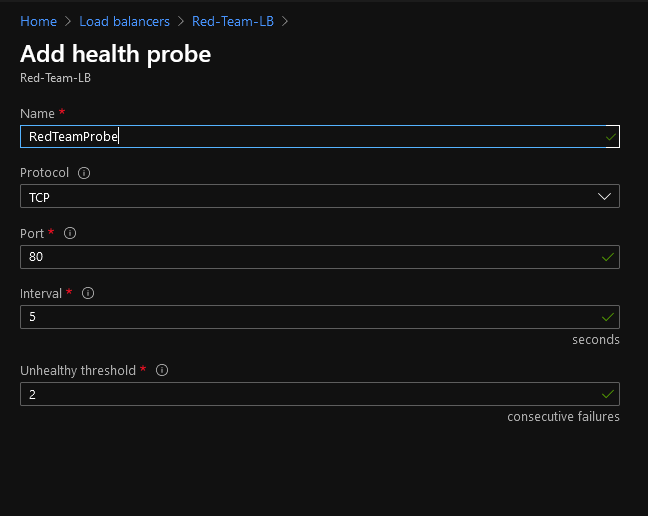 Home > Load balancers > Red-Team-LB >
Add health probe
Red-Team-LB
Name *
RedTeamProbe
Protocol
TCP
Port *
80
Interval *
5
seconds
Unhealthy threshold *
2
consecutive failures